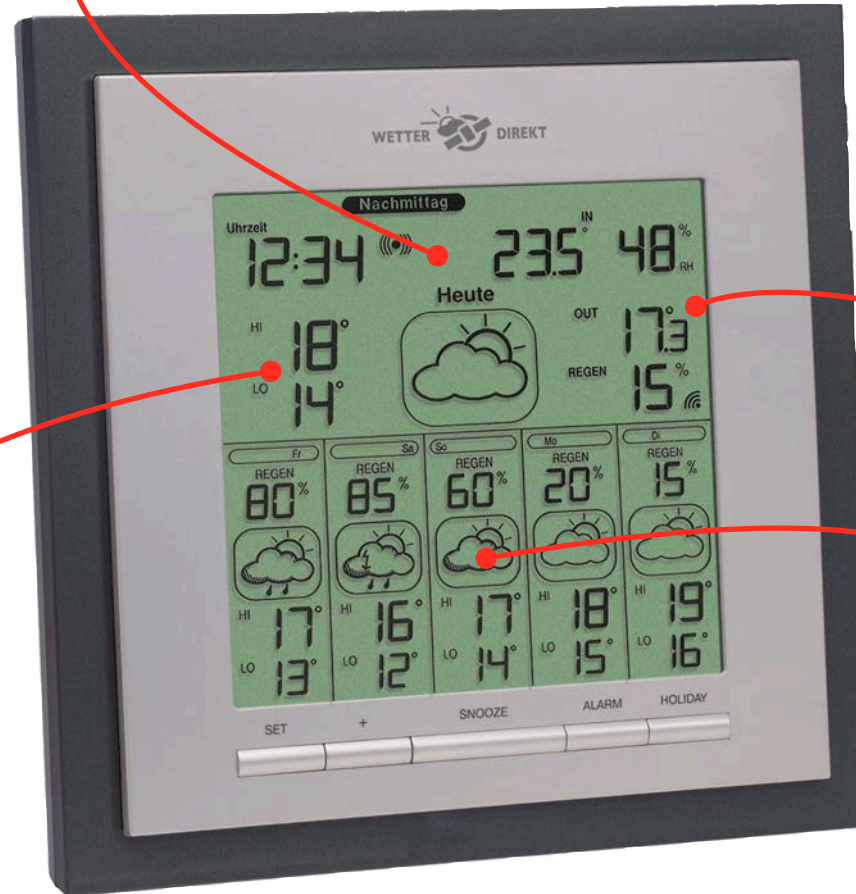 WETTER DIREKT
Nachmittag
Uhrzeit IN
12:34 23.5° 48% RH
Heute
HI 18° OUT 17.3°
LO 14° REGEN 15%
Fr Sa So Mo Di
REGEN REGEN REGEN REGEN REGEN
80% 85% 60% 20% 15%
HI 17° HI 16° HI 17° HI 18° HI 19°
LO 13° LO 12° LO 14° LO 15° LO 16°
SET + SNOOZE ALARM HOLIDAY